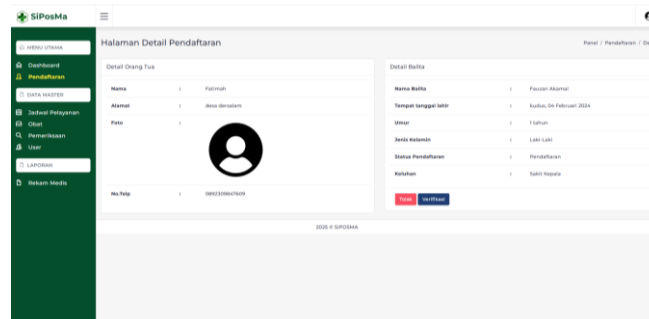 SiPosMa
MENU UTAMA
Dashboard
Pendaftaran
DATA MASTER
Jadwal Pelayanan
Obat
Pemeriksaan
User
LAPORAN
Rekam Medis
Halaman Detail Pendaftaran
Panel / Pendaftaran /
Detail Orang Tua
Nama : Fatimah
Alamat : desa dersalem
Foto :
No.Telp :
Detail Balita
Nama Balita : Fauzan Akamal
Tempat tanggal lahir : kudus, 04 Februari 2024
Umur : 1 tahun
Jenis Kelamin : Laki-Laki
Status Pendaftaran : Pendaftaran
Keluhan : Sakit Kepala
Tolak Verifikasi
2025 © SIPOSMA